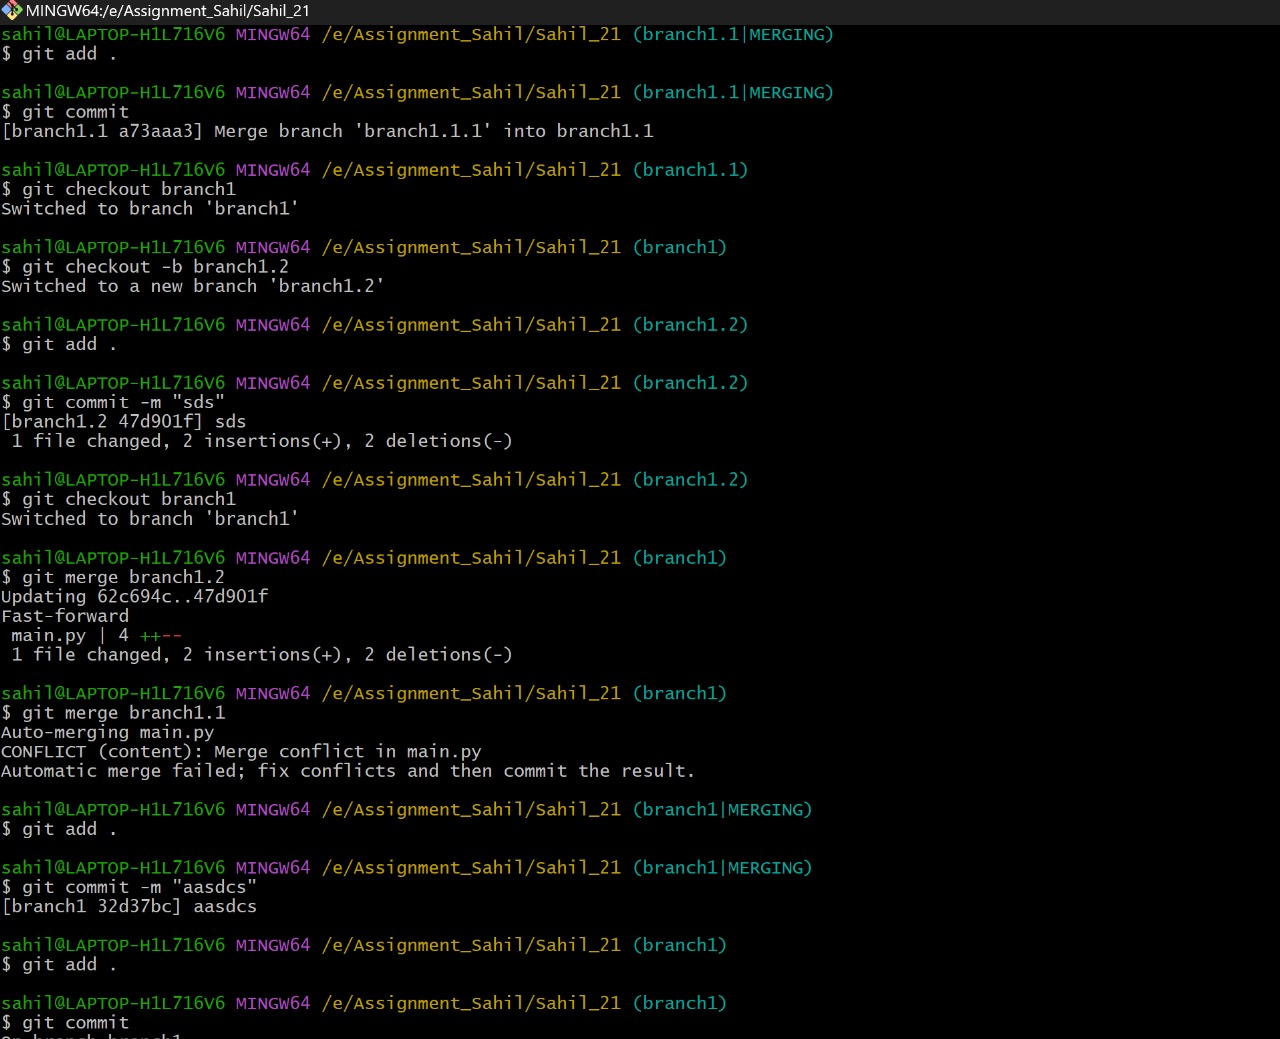 MINGW64:/e/Assignment_Sahil/Sahil_21
sahil@LAPTOP-H1L716V6 MINGW64 /e/Assignment_Sahil/Sahil_21 (branch1.1|MERGING)
$ git add .
sahil@LAPTOP-H1L716V6 MINGW64 /e/Assignment_Sahil/Sahil_21 (branch1.1|MERGING)
$ git commit
[branch1.1 a73aaa3] Merge branch 'branch1.1.1' into branch1.1
sahil@LAPTOP-H1L716V6 MINGW64 /e/Assignment_Sahil/Sahil_21 (branch1.1)
$ git checkout branch1
Switched to branch 'branch1'
sahil@LAPTOP-H1L716V6 MINGW64 /e/Assignment_Sahil/Sahil_21 (branch1)
$ git checkout -b branch1.2
Switched to a new branch 'branch1.2'
sahil@LAPTOP-H1L716V6 MINGW64 /e/Assignment_Sahil/Sahil_21 (branch1.2)
$ git add .
sahil@LAPTOP-H1L716V6 MINGW64 /e/Assignment_Sahil/Sahil_21 (branch1.2)
$ git commit -m "sds"
[branch1.2 47d901f] sds
 1 file changed, 2 insertions(+), 2 deletions(-)
sahil@LAPTOP-H1L716V6 MINGW64 /e/Assignment_Sahil/Sahil_21 (branch1.2)
$ git checkout branch1
Switched to branch 'branch1'
sahil@LAPTOP-H1L716V6 MINGW64 /e/Assignment_Sahil/Sahil_21 (branch1)
$ git merge branch1.2
Updating 62c694c..47d901f
Fast-forward
 main.py | 4 ++--
 1 file changed, 2 insertions(+), 2 deletions(-)
sahil@LAPTOP-H1L716V6 MINGW64 /e/Assignment_Sahil/Sahil_21 (branch1)
$ git merge branch1.1
Auto-merging main.py
CONFLICT (content): Merge conflict in main.py
Automatic merge failed; fix conflicts and then commit the result.
sahil@LAPTOP-H1L716V6 MINGW64 /e/Assignment_Sahil/Sahil_21 (branch1|MERGING)
$ git add .
sahil@LAPTOP-H1L716V6 MINGW64 /e/Assignment_Sahil/Sahil_21 (branch1|MERGING)
$ git commit -m "aasdcs"
[branch1 32d37bc] aasdcs
sahil@LAPTOP-H1L716V6 MINGW64 /e/Assignment_Sahil/Sahil_21 (branch1)
$ git add .
sahil@LAPTOP-H1L716V6 MINGW64 /e/Assignment_Sahil/Sahil_21 (branch1)
$ git commit
On branch branch1